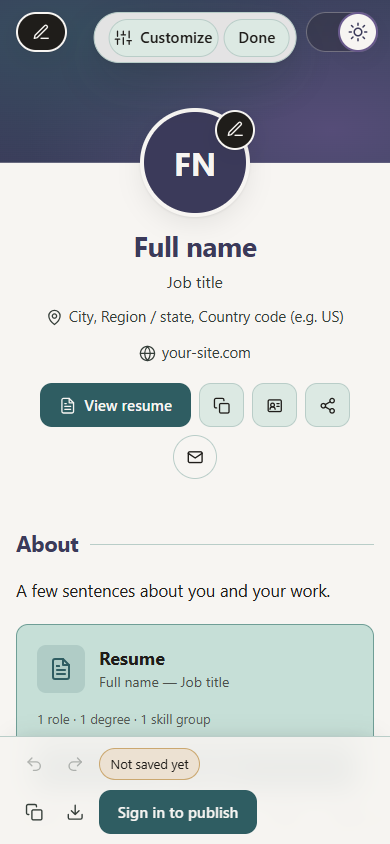 Customize
Done
FN
Full name
Job title
City, Region / state, Country code (e.g. US)
your-site.com
View resume
About
A few sentences about you and your work.
Resume
Full name — Job title
1 role · 1 degree · 1 skill group
Not saved yet
Sign in to publish